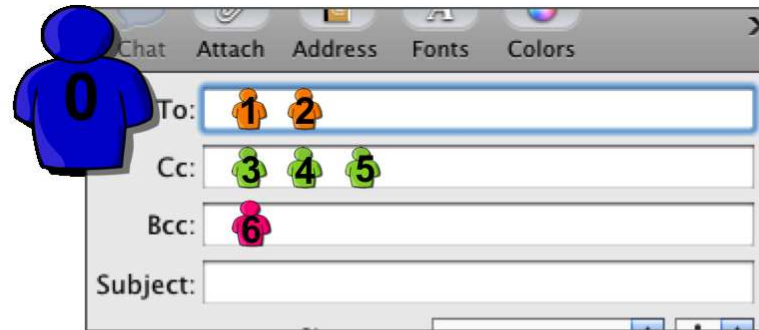 Chat Attach Address Fonts Colors
0
To: 1 2
Cc: 3 4 5
Bcc: 6
Subject: